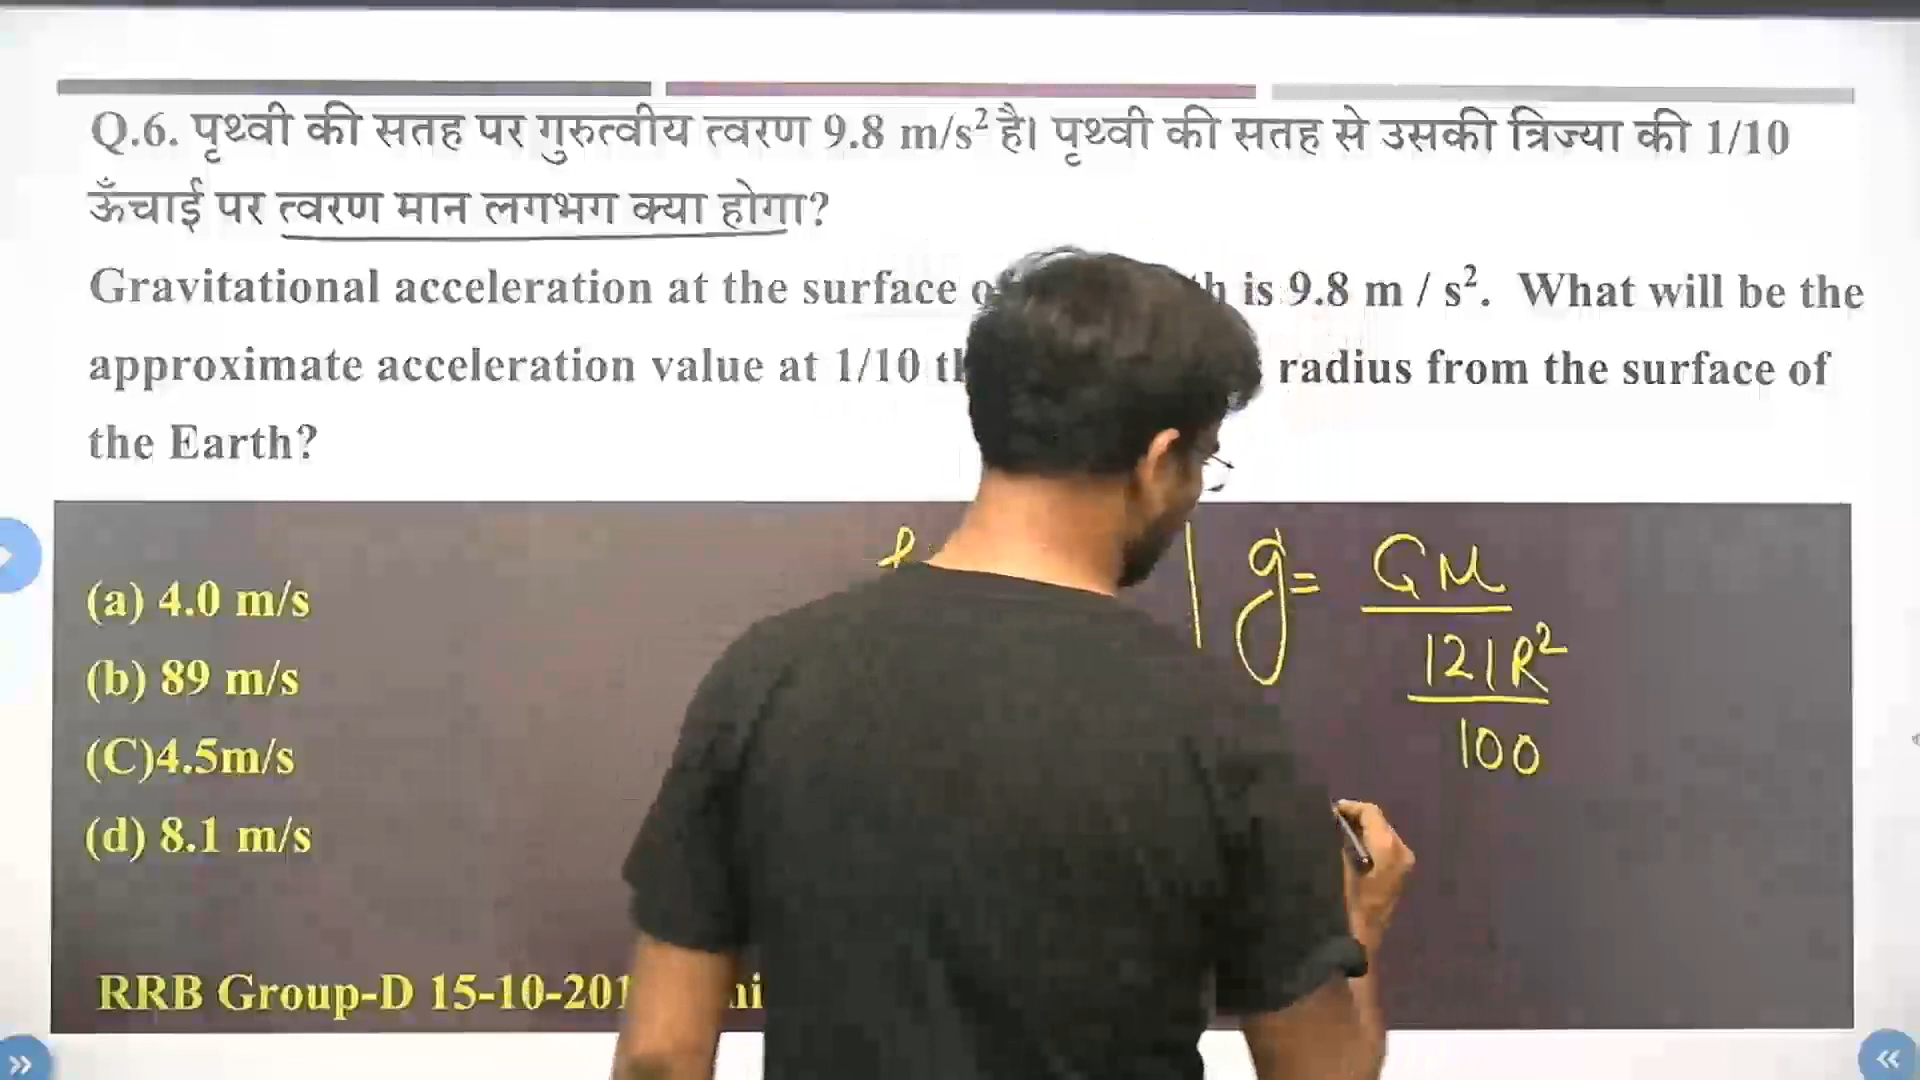 Q.6. पृथ्वी की सतह पर गुरुत्वीय त्वरण 9.8 m/s² है। पृथ्वी की सतह से उसकी त्रिज्या की 1/10
ऊँचाई पर त्वरण मान लगभग क्या होगा?
Gravitational acceleration at the surface is 9.8 m / s². What will be the
approximate acceleration value at 1/10 radius from the surface of
the Earth?
(a) 4.0 m/s
(b) 89 m/s
(C)4.5m/s
(d) 8.1 m/s
g = GM
121R²
100
RRB Group-D 15-10-201